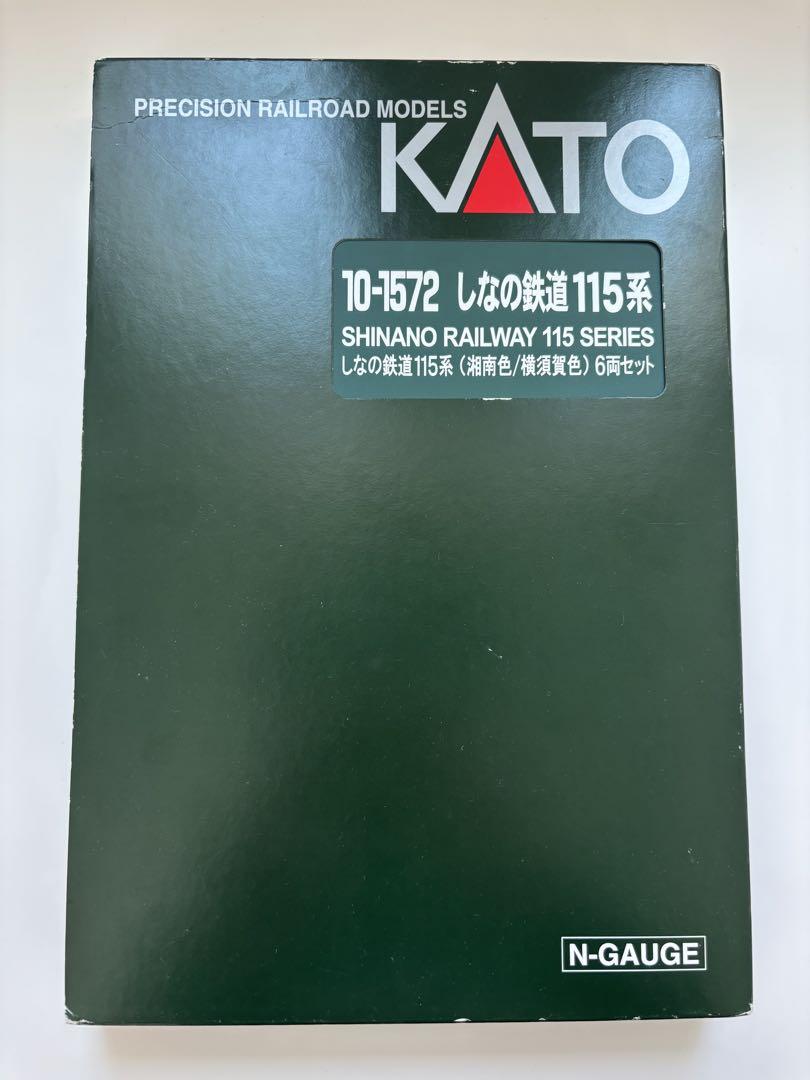 PRECISION RAILROAD MODELS
KATO
10-1572 しなの鉄道115系
SHINANO RAILWAY 115 SERIES
しなの鉄道115系（湘南色/横須賀色）6両セット
N-GAUGE